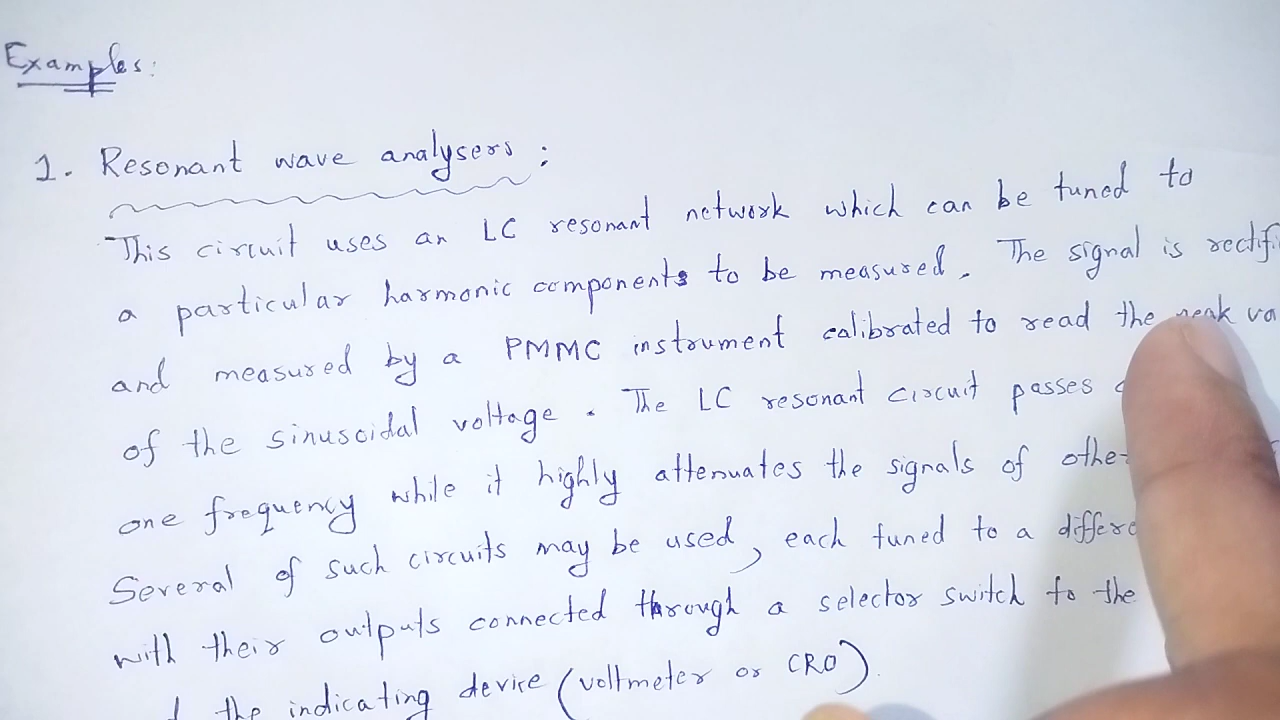 Examples:
1. Resonant wave analysers :
This circuit uses an LC resonant network which can be tuned to
a particular harmonic components to be measured. The signal is
and measured by a PMMC instrument calibrated to read the peak
of the sinusoidal voltage. The LC resonant circuit passes
one frequency while it highly attenuates the signals of
Several of such circuits may be used, each tuned to a
with their outputs connected through a selector switch to the
the indicating device (voltmeter or CRO).